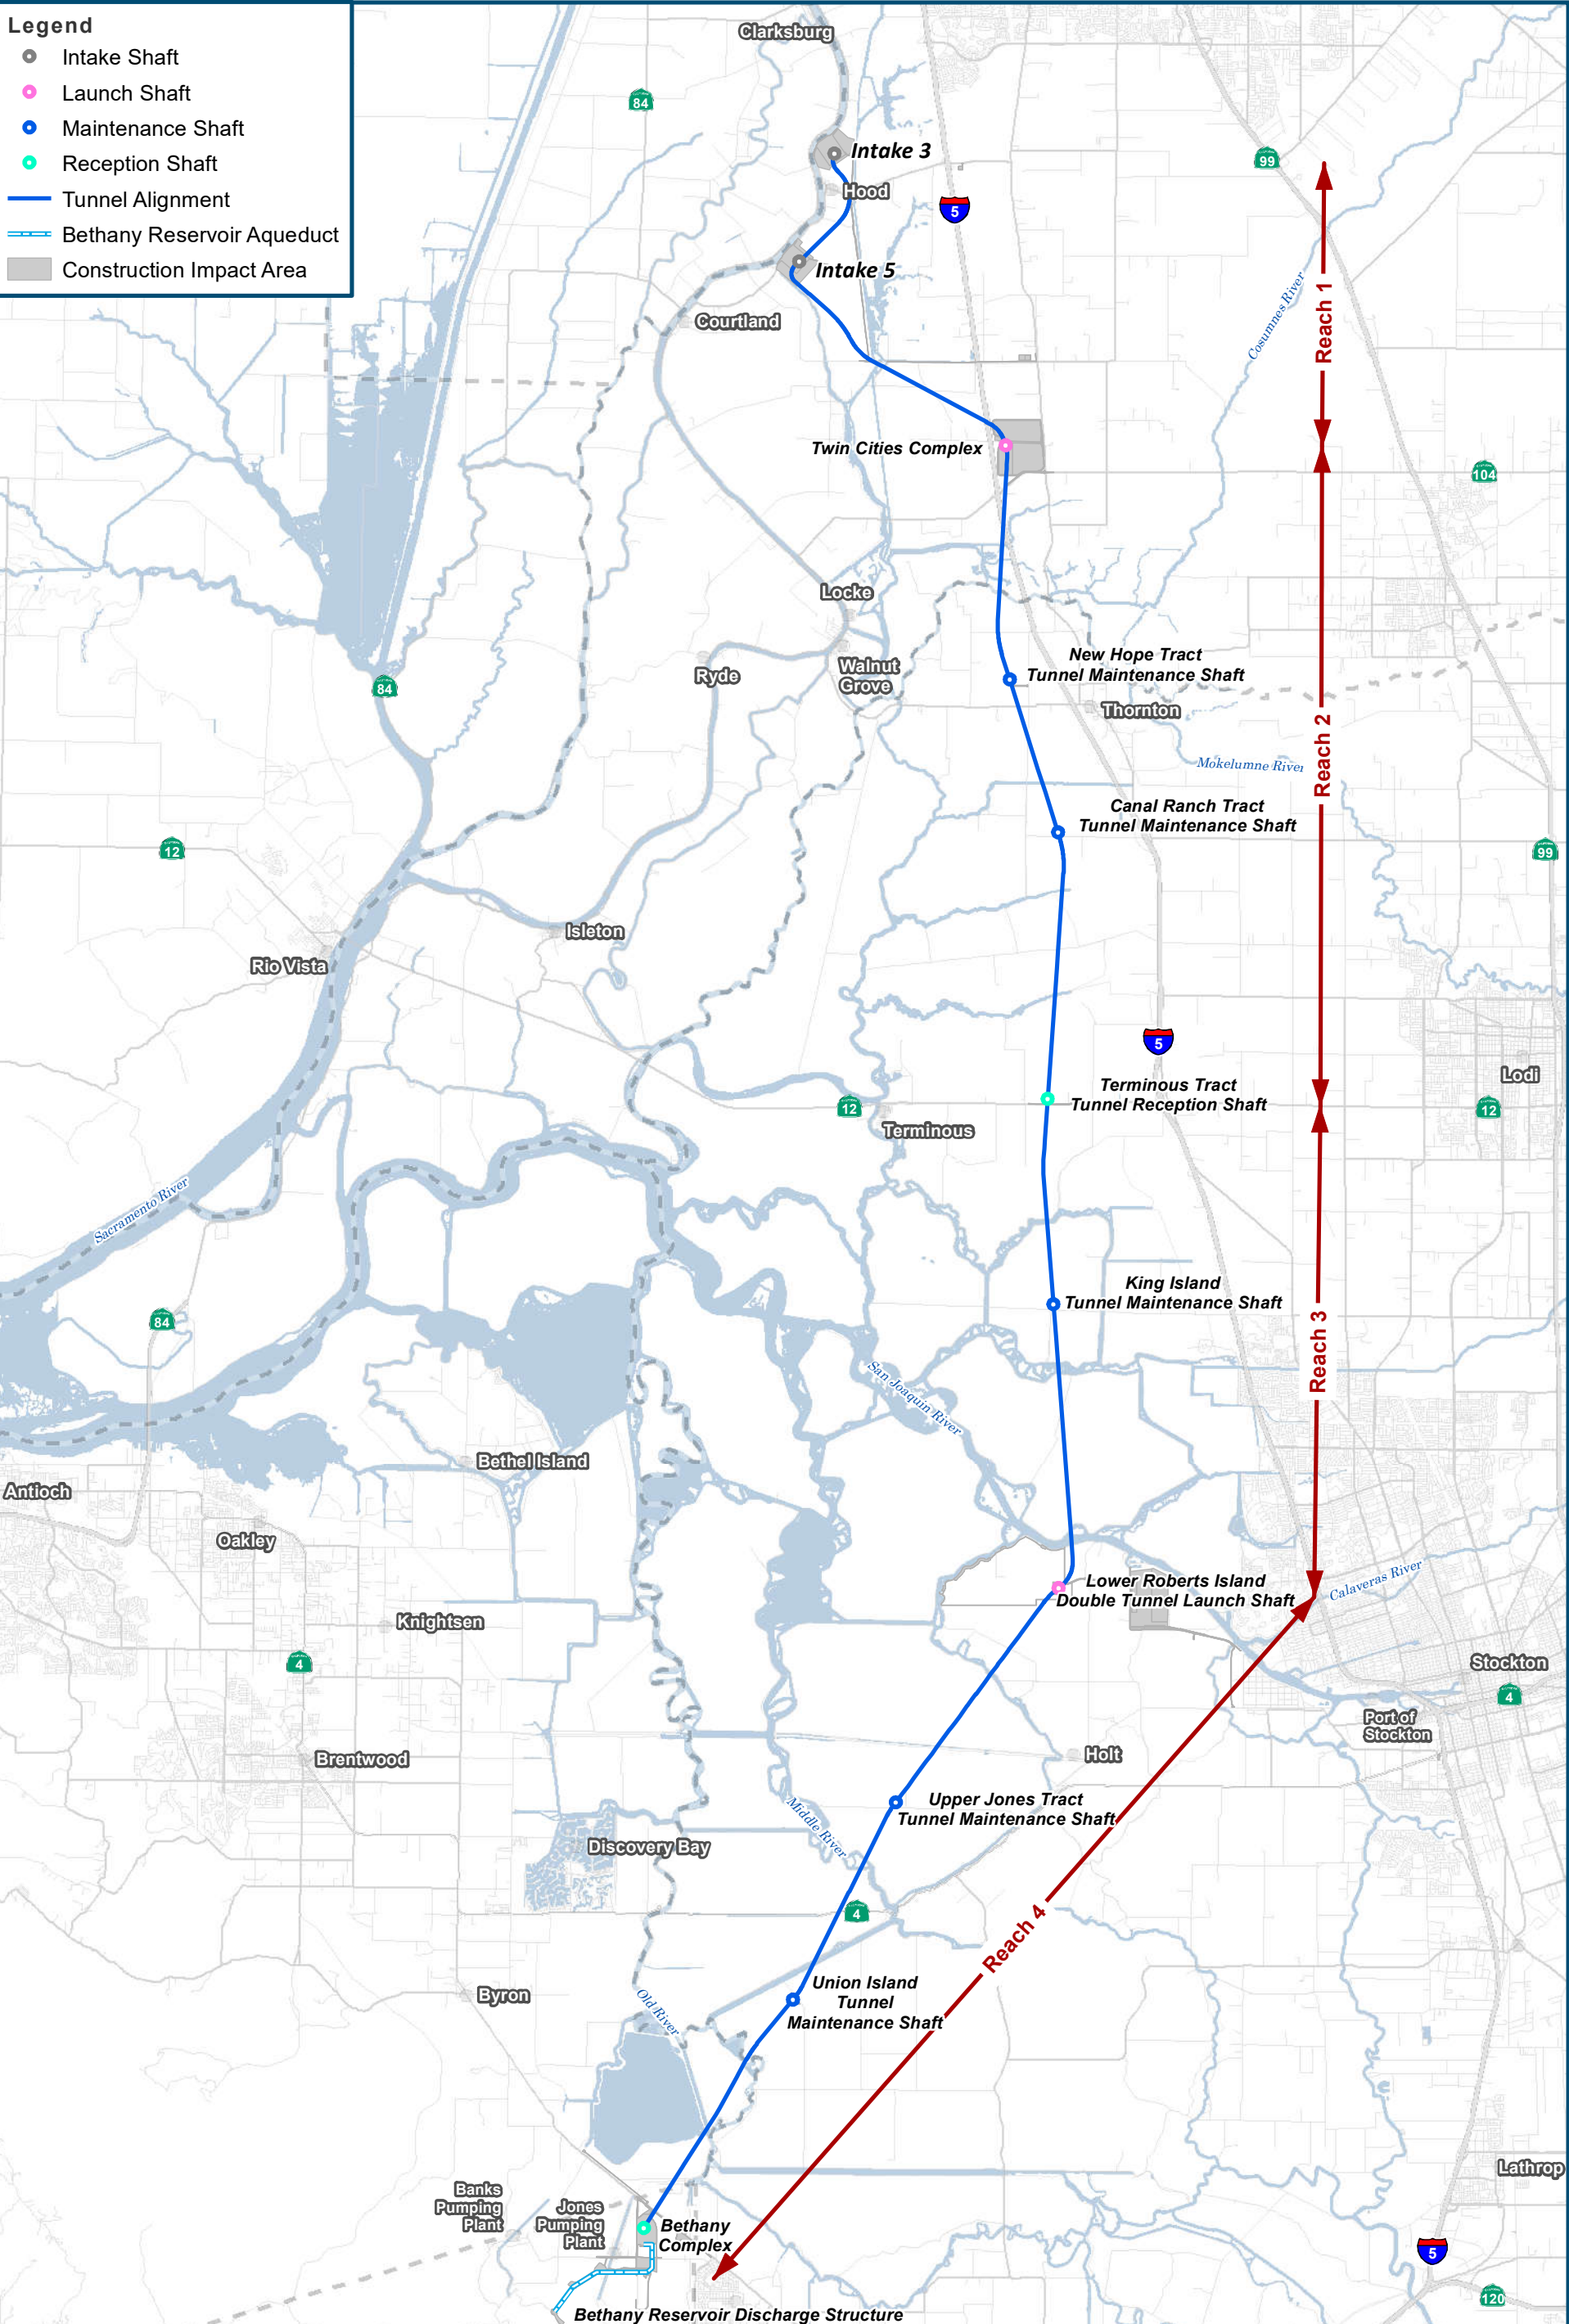 Legend
Intake Shaft
Launch Shaft
Maintenance Shaft
Reception Shaft
Tunnel Alignment
Bethany Reservoir Aqueduct
Construction Impact Area
Clarksburg
84
Intake 3
99
Hood
5
Intake 5
Cosumnes River
Reach 1
Courtland
Twin Cities Complex
104
Locke
New Hope Tract
Tunnel Maintenance Shaft
Walnut
Grove
Ryde
84
Thornton
Reach 2
Mokelumne River
Canal Ranch Tract
Tunnel Maintenance Shaft
12
99
Isleton
Rio Vista
5
Lodi
Terminous Tract
Tunnel Reception Shaft
12
12
Terminous
Sacramento River
King Island
Tunnel Maintenance Shaft
84
Reach 3
San Joaquin River
Bethel Island
Antioch
Oakley
Lower Roberts Island
Double Tunnel Launch Shaft
Calaveras River
Knightsen
4
Stockton
4
Port of
Stockton
Brentwood
Holt
Upper Jones Tract
Tunnel Maintenance Shaft
Middle River
Discovery Bay
4
Reach 4
Union Island
Tunnel
Maintenance Shaft
Byron
Old River
Lathrop
Banks
Pumping
Plant
Jones
Pumping
Plant
Bethany
Complex
5
120
Bethany Reservoir Discharge Structure